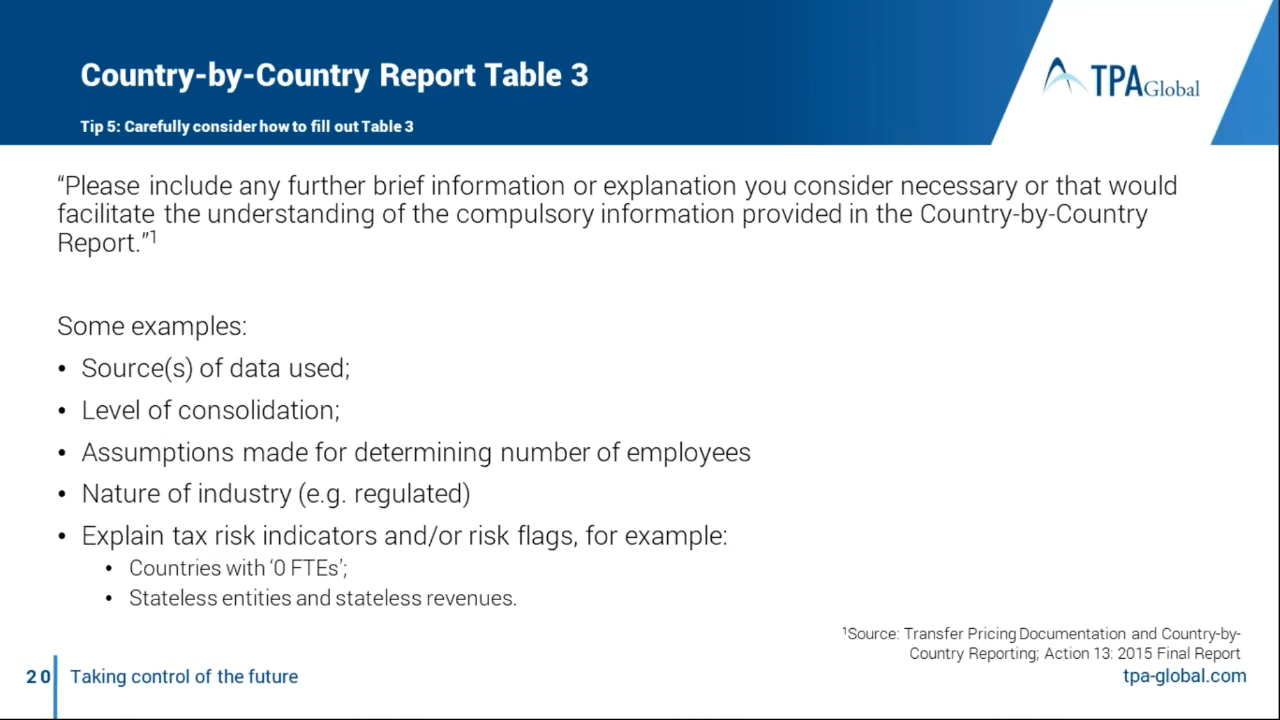 Country-by-Country Report Table 3
TPA Global
Tip 5: Carefully consider how to fill out Table 3
“Please include any further brief information or explanation you consider necessary or that would
facilitate the understanding of the compulsory information provided in the Country-by-Country
Report.”¹
Some examples:
• Source(s) of data used;
• Level of consolidation;
• Assumptions made for determining number of employees
• Nature of industry (e.g. regulated)
• Explain tax risk indicators and/or risk flags, for example:
• Countries with ‘0 FTEs’;
• Stateless entities and stateless revenues.
¹Source: Transfer Pricing Documentation and Country-by-
Country Reporting; Action 13: 2015 Final Report
20 Taking control of the future
tpa-global.com